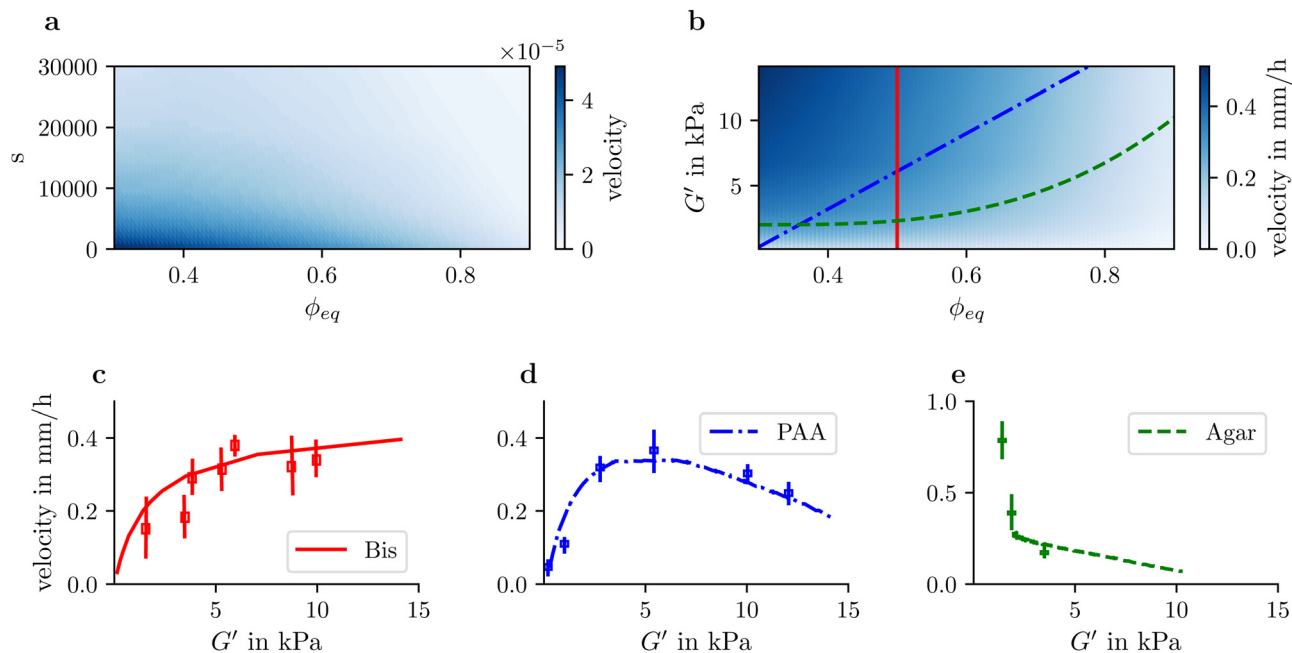 a
×10⁻⁵
30000
20000
10000
0
s
0.4
0.6
0.8
ϕeq
4
2
0
velocity
b
10
5
G′ in kPa
0.4
0.6
0.8
ϕeq
0.4
0.2
0.0
velocity in mm/h
c
0.4
0.2
0.0
velocity in mm/h
5
10
15
G′ in kPa
Bis
d
0.4
0.2
0.0
0
5
10
15
G′ in kPa
PAA
e
1.0
0.5
0.0
5
10
15
G′ in kPa
Agar